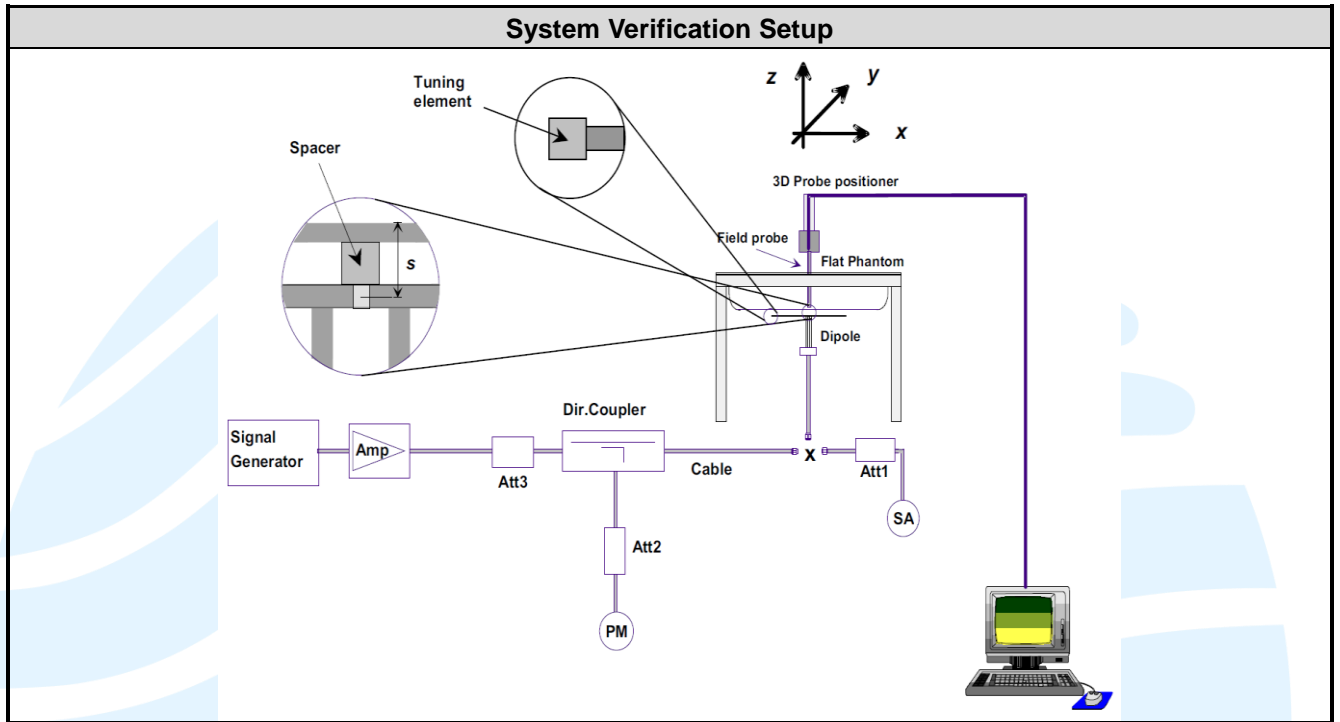 System Verification Setup
Tuning
element
z
y
x
Spacer
s
3D Probe positioner
Field probe
Flat Phantom
Dipole
Dir.Coupler
Signal
Generator
Amp
Att3
Cable
x
Att1
SA
Att2
PM